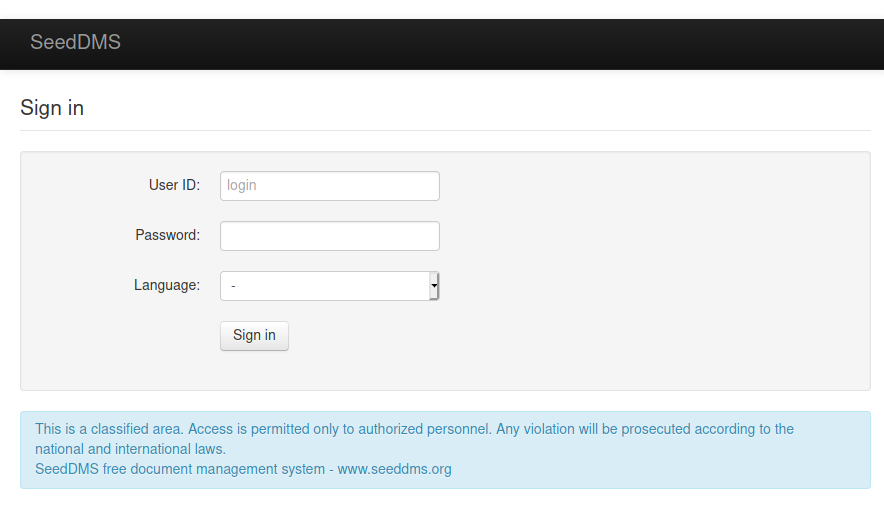 SeedDMS
Sign in
User ID: login
Password:
Language: -
Sign in
This is a classified area. Access is permitted only to authorized personnel. Any violation will be prosecuted according to the
national and international laws.
SeedDMS free document management system - www.seeddms.org